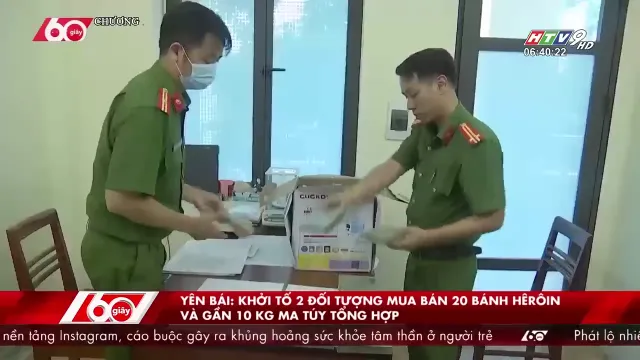 60 giây
CHƯƠNG
HTV9 HD
06:40:22
CUCKOO
60 giây
YÊN BÁI: KHỞI TỐ 2 ĐỐI TƯỢNG MUA BÁN 20 BÁNH HÊRÔIN
VÀ GẦN 10 KG MA TÚY TỔNG HỢP
nền tảng Instagram, cáo buộc gây ra khủng hoảng sức khỏe tâm thần ở người trẻ 60 giây Phát lộ nhiề